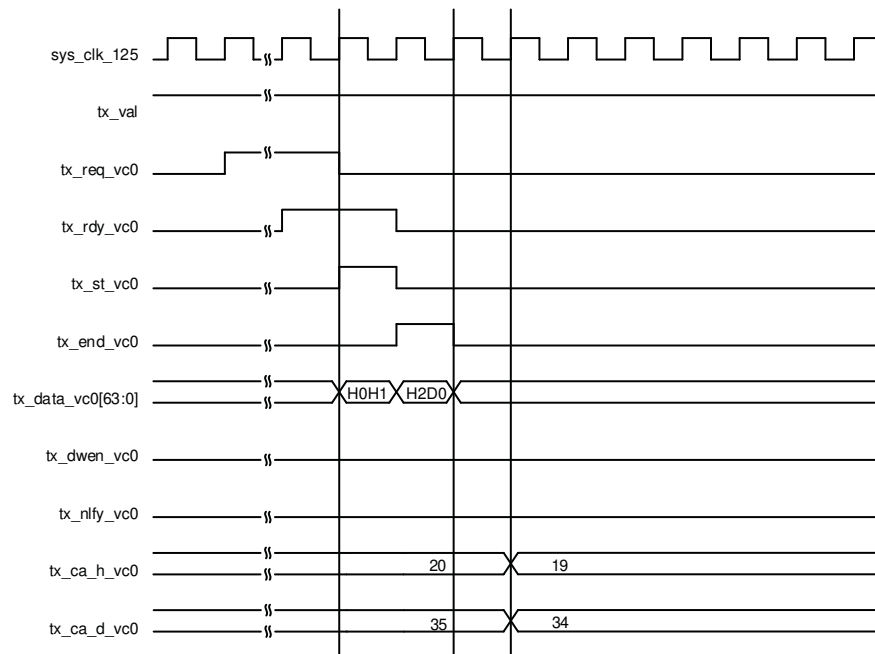 sys_clk_125
tx_val
tx_req_vc0
tx_rdy_vc0
tx_st_vc0
tx_end_vc0
tx_data_vc0[63:0] H0H1 H2D0
tx_dwen_vc0
tx_nlfy_vc0
tx_ca_h_vc0 20 19
tx_ca_d_vc0 35 34